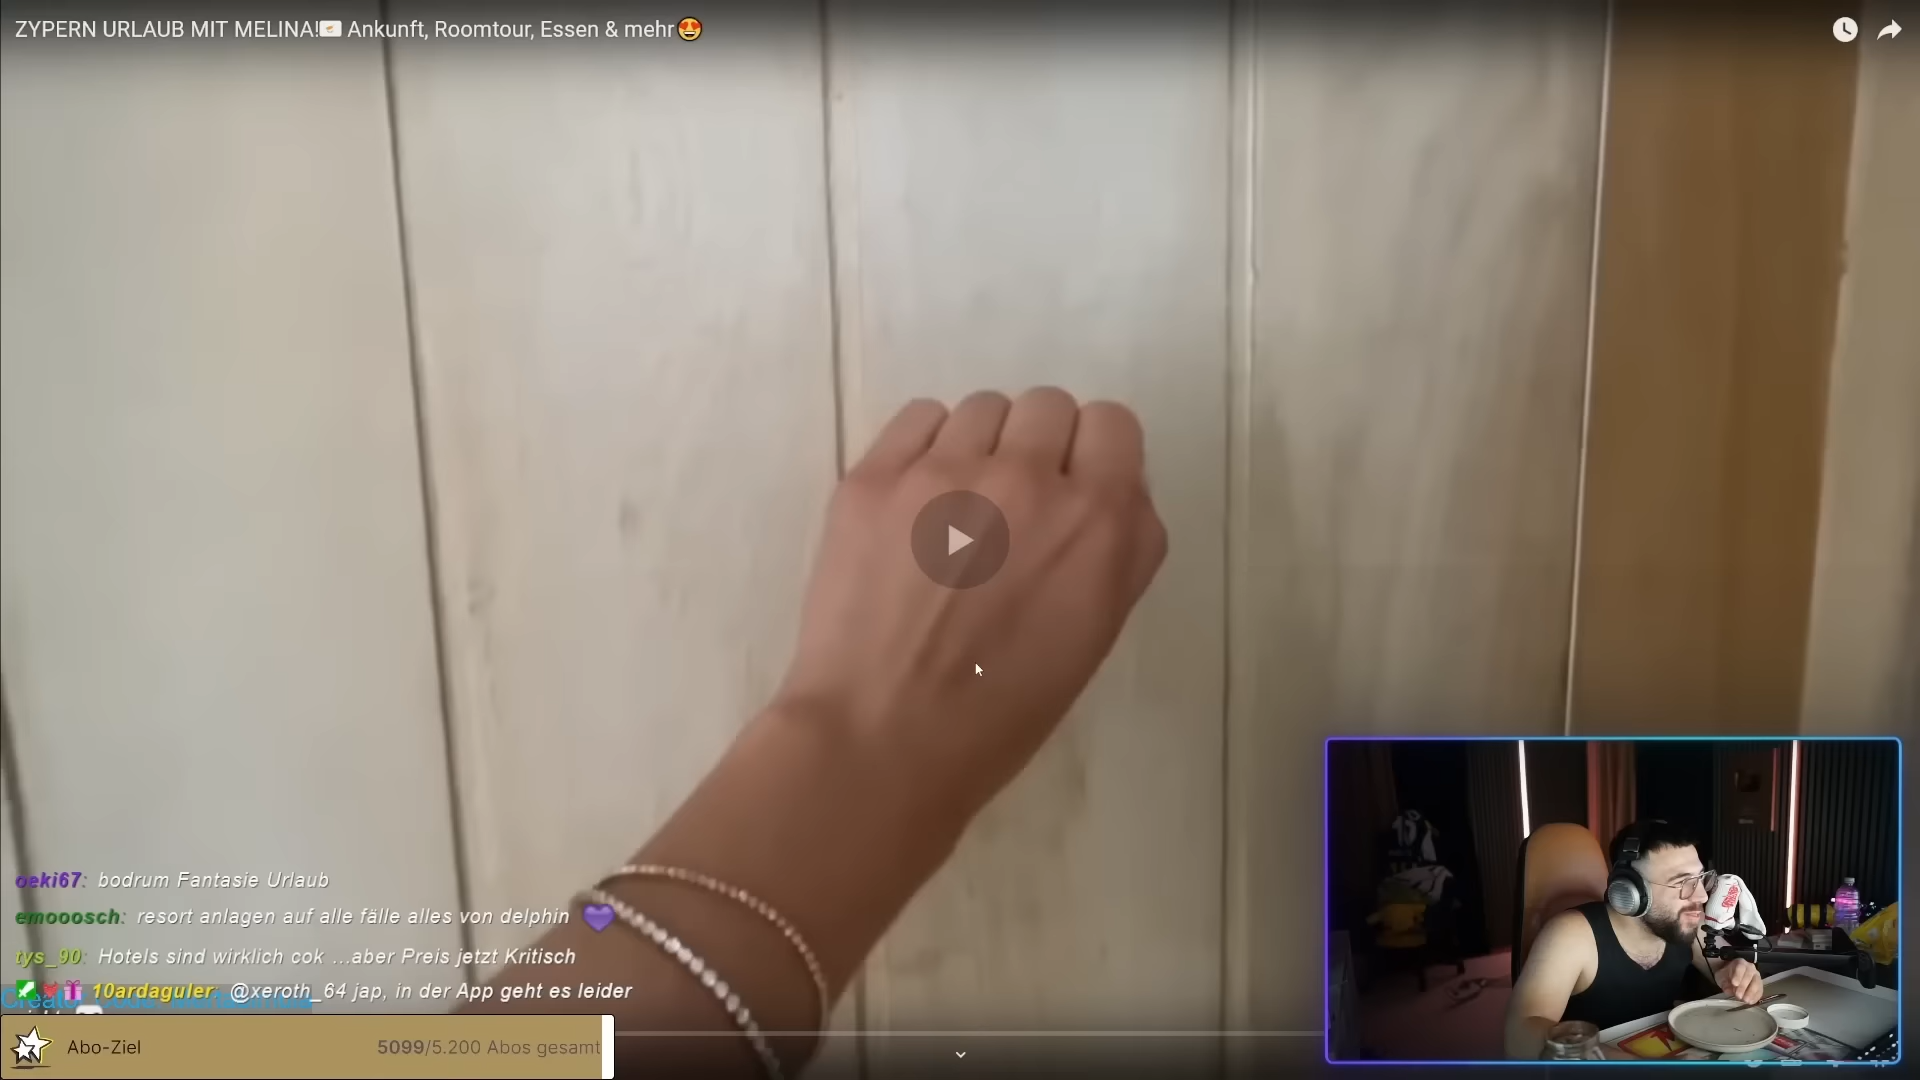 ZYPERN URLAUB MIT MELINA!🇨🇾 Ankunft, Roomtour, Essen & mehr😍
oeki67: bodrum Fantasie Urlaub
emooosch: resort anlagen auf alle fälle alles von delphin 💜
tys_90: Hotels sind wirklich cok ...aber Preis jetzt Kritisch
10ardaguler: @xeroth_64 jap, in der App geht es leider
Abo-Ziel 5099/5.200 Abos gesamt